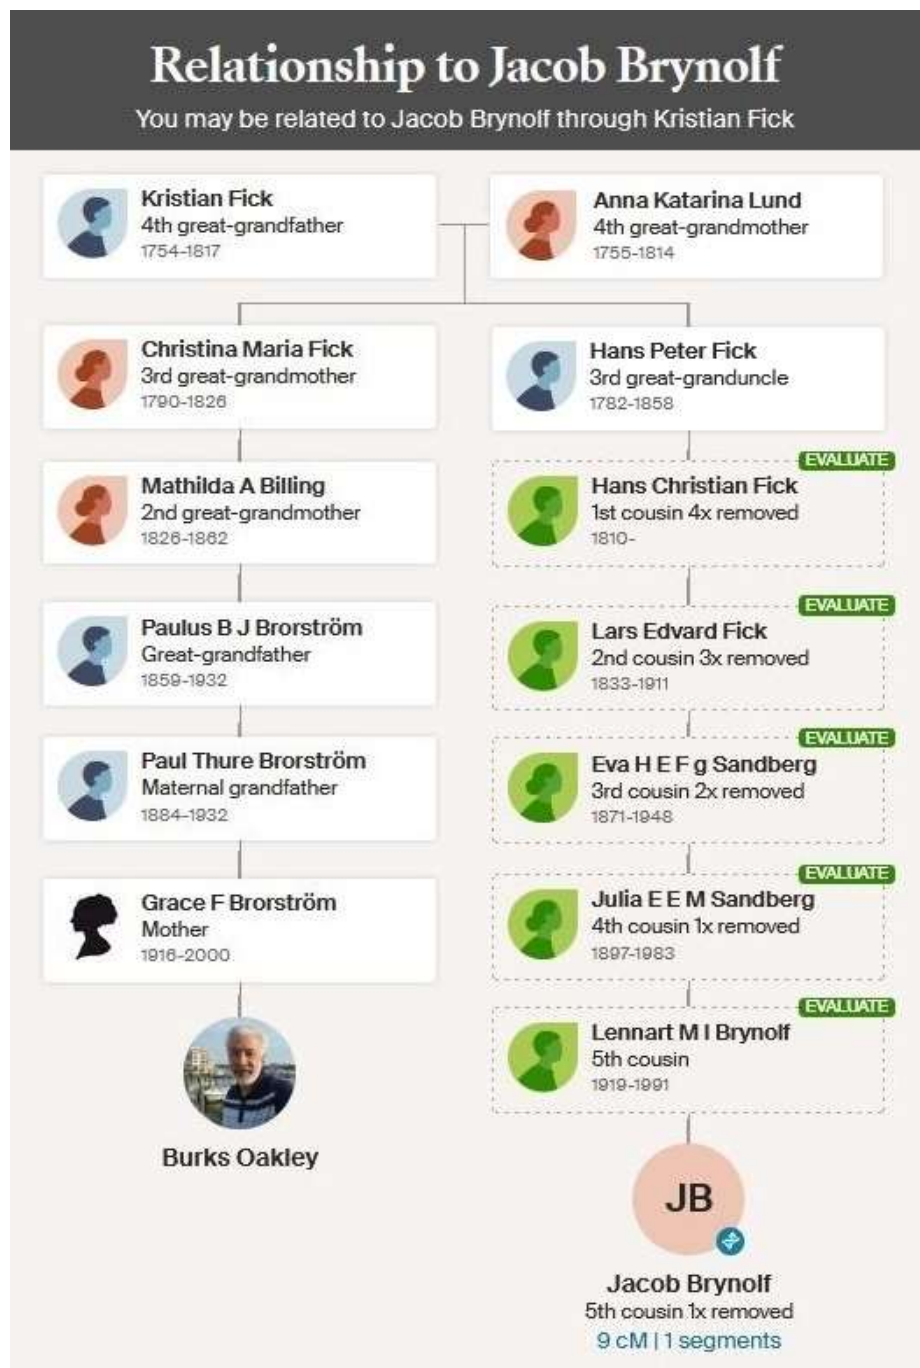 Relationship to Jacob Brynolf
You may be related to Jacob Brynolf through Kristian Fick
Kristian Fick
4th great-grandfather
1754-1817
Anna Katarina Lund
4th great-grandmother
1755-1814
Christina Maria Fick
3rd great-grandmother
1790-1826
Hans Peter Fick
3rd great-granduncle
1782-1858
Mathilda A Billing
2nd great-grandmother
1826-1862
EVALUATE
Hans Christian Fick
1st cousin 4x removed
1810-
Paulus B J Brorström
Great-grandfather
1859-1932
EVALUATE
Lars Edvard Fick
2nd cousin 3x removed
1833-1911
Paul Thure Brorström
Maternal grandfather
1884-1932
EVALUATE
Eva H E F g Sandberg
3rd cousin 2x removed
1871-1948
Grace F Brorström
Mother
1916-2000
EVALUATE
Julia E E M Sandberg
4th cousin 1x removed
1897-1983
Burks Oakley
EVALUATE
Lennart M I Brynolf
5th cousin
1919-1991
JB
Jacob Brynolf
5th cousin 1x removed
9 cM | 1 segments